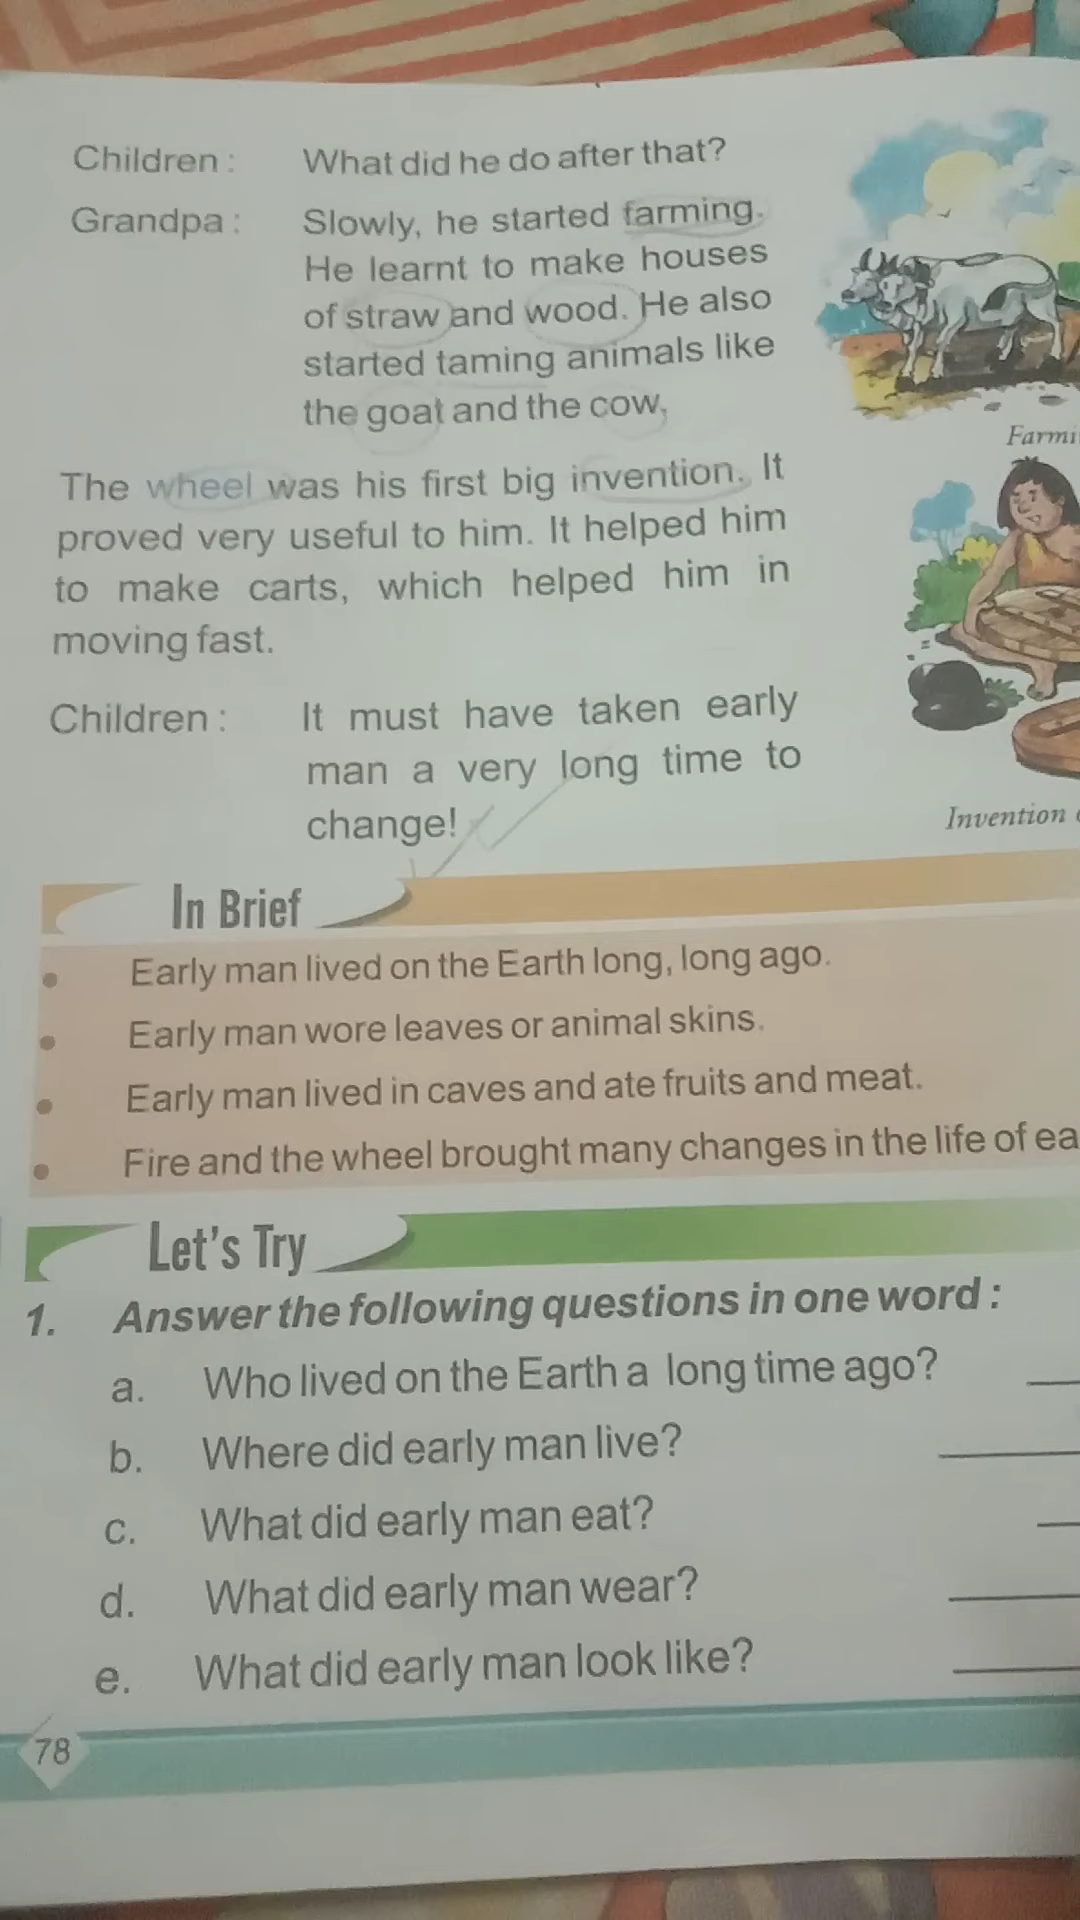 Children : What did he do after that?
Grandpa : Slowly, he started farming.
He learnt to make houses
of straw and wood. He also
started taming animals like
the goat and the cow.
Farmi
The wheel was his first big invention. It
proved very useful to him. It helped him
to make carts, which helped him in
moving fast.
Children : It must have taken early
man a very long time to
change!
Invention
In Brief
• Early man lived on the Earth long, long ago.
• Early man wore leaves or animal skins.
• Early man lived in caves and ate fruits and meat.
• Fire and the wheel brought many changes in the life of ea
Let's Try
1. Answer the following questions in one word :
a. Who lived on the Earth a long time ago?
b. Where did early man live?
c. What did early man eat?
d. What did early man wear?
e. What did early man look like?
78